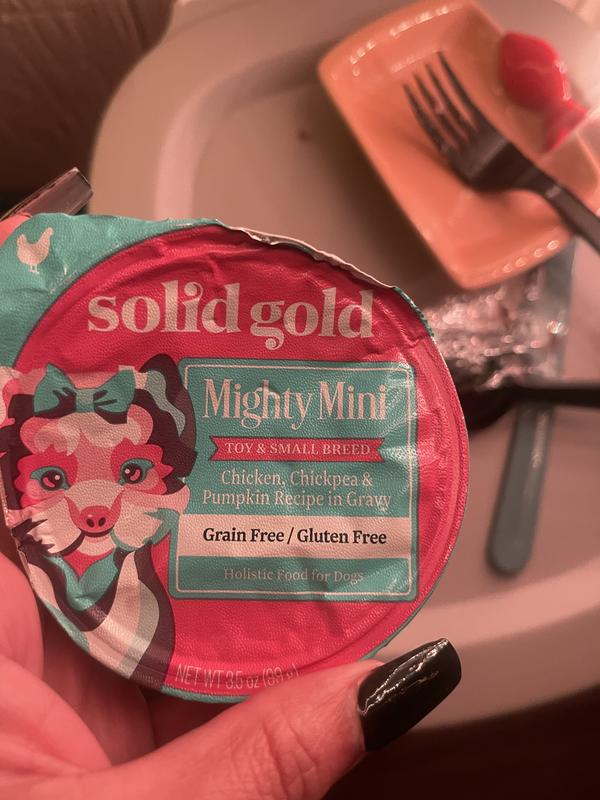 solid gold
Mighty Mini
TOY & SMALL BREED
Chicken, Chickpea &
Pumpkin Recipe in Gravy
Grain Free / Gluten Free
Holistic Food for Dogs
NET WT 3.5 oz (99 g)